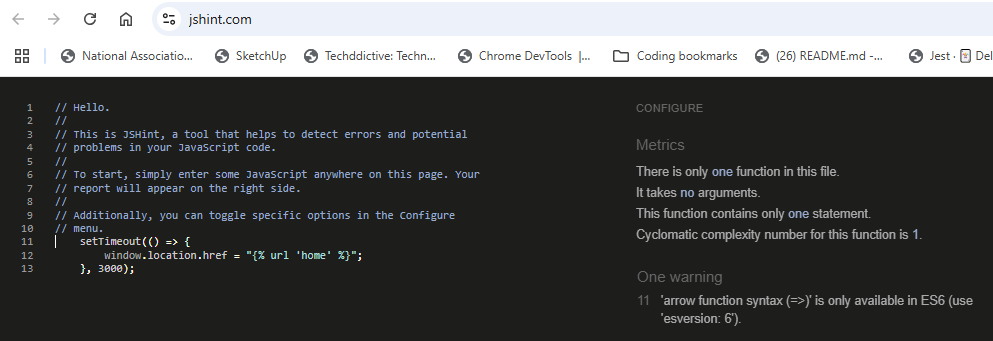 jshint.com
National Associatio...
SketchUp
Techddictive: Techn...
Chrome DevTools |...
Coding bookmarks
(26) README.md -...
Jest ·
Del
1 // Hello.
2 //
3 // This is JSHint, a tool that helps to detect errors and potential
4 // problems in your JavaScript code.
5 //
6 // To start, simply enter some JavaScript anywhere on this page. Your
7 // report will appear on the right side.
8 //
9 // Additionally, you can toggle specific options in the Configure
10 // menu.
11 setTimeout(() => {
12 window.location.href = "{% url 'home' %}";
13 }, 3000);
CONFIGURE
Metrics
There is only one function in this file.
It takes no arguments.
This function contains only one statement.
Cyclomatic complexity number for this function is 1.
One warning
11 'arrow function syntax (=>)' is only available in ES6 (use
'esversion: 6').